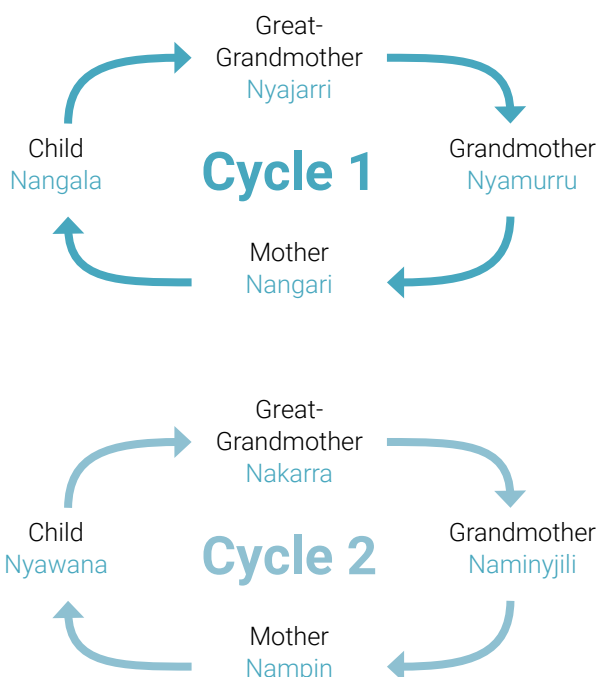 Great-
Grandmother
Nyajarri
Child
Nangala
Cycle 1
Grandmother
Nyamurru
Mother
Nangari
Great-
Grandmother
Nakarra
Child
Nyawana
Cycle 2
Grandmother
Naminyjili
Mother
Nampin